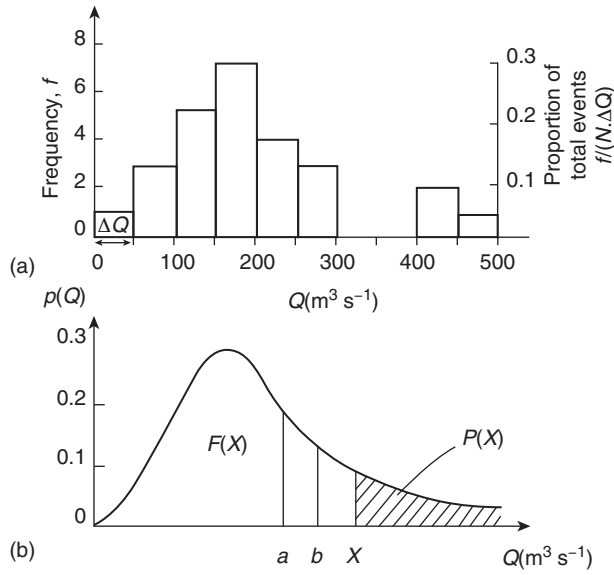 8
6
4
2
0
Frequency, f
0.3
0.2
0.1
Proportion of
total events
f/(N.ΔQ)
ΔQ
0
100
200
300
400
500
(a)
Q(m³ s⁻¹)
p(Q)
0.3
0.2
0.1
0
F(X)
P(X)
(b)
a
b
X
Q(m³ s⁻¹)